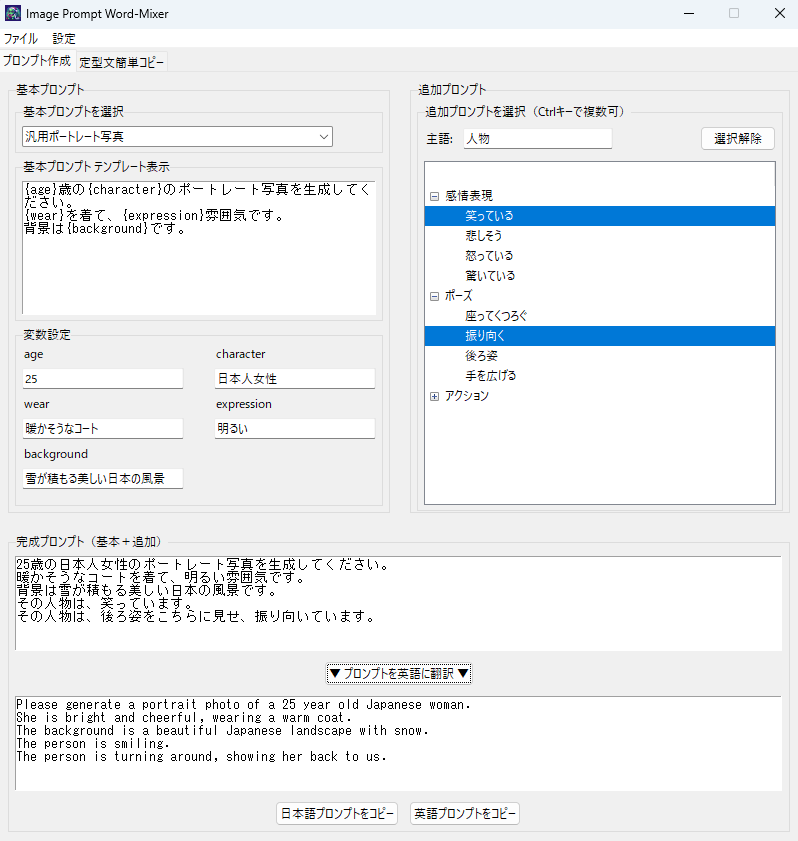 Image Prompt Word-Mixer
ファイル 設定
プロンプト作成 定型文簡単コピー
基本プロンプト
基本プロンプトを選択
汎用ポートレート写真
基本プロンプト テンプレート表示
{age}歳の{character}のポートレート写真を生成してく
ださい。
{wear}を着て、{expression}雰囲気です。
背景は{background}です。
変数設定
age character
25 日本人女性
wear expression
暖かそうなコート 明るい
background
雪が積もる美しい日本の風景
追加プロンプト
追加プロンプトを選択（Ctrlキーで複数可）
主語: 人物 選択解除
感情表現
笑っている
悲しそう
怒っている
驚いている
ポーズ
座ってくつろぐ
振り向く
後ろ姿
手を広げる
アクション
完成プロンプト（基本＋追加）
25歳の日本人女性のポートレート写真を生成してください。
暖かそうなコートを着て、明るい雰囲気です。
背景は雪が積もる美しい日本の風景です。
その人物は、笑っています。
その人物は、後ろ姿をこちらに見せ、振り向いています。
▼ プロンプトを英語に翻訳 ▼
Please generate a portrait photo of a 25 year old Japanese woman.
She is bright and cheerful, wearing a warm coat.
The background is a beautiful Japanese landscape with snow.
The person is smiling.
The person is turning around, showing her back to us.
日本語プロンプトをコピー 英語プロンプトをコピー